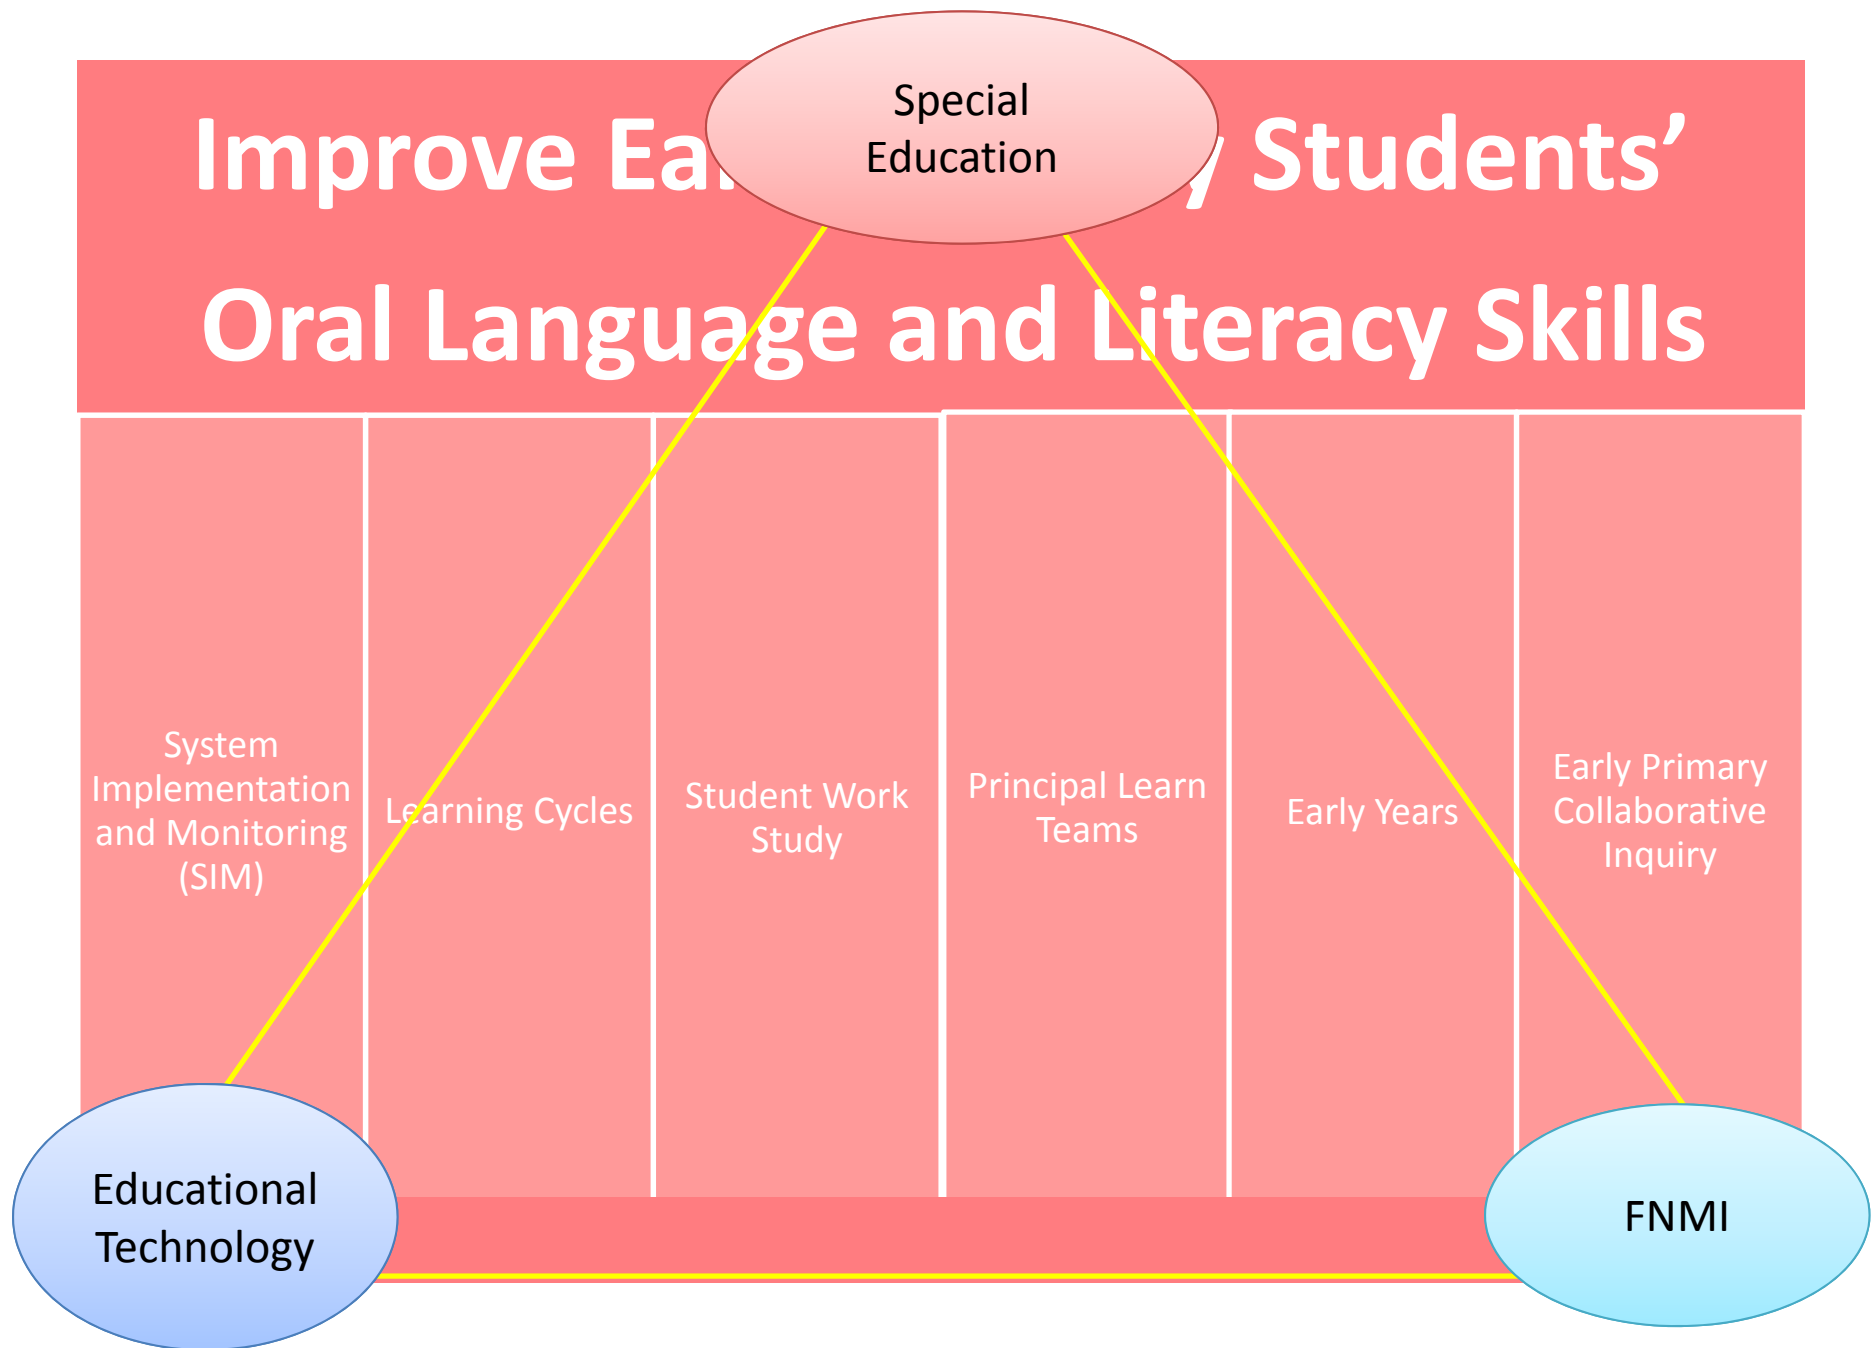 Special
Education
Improve Students’
Oral Language and Literacy Skills
System
Implementation
and Monitoring
(SIM)
Learning Cycles
Student Work
Study
Principal Learn
Teams
Early Years
Early Primary
Collaborative
Inquiry
Educational
Technology
FNMI